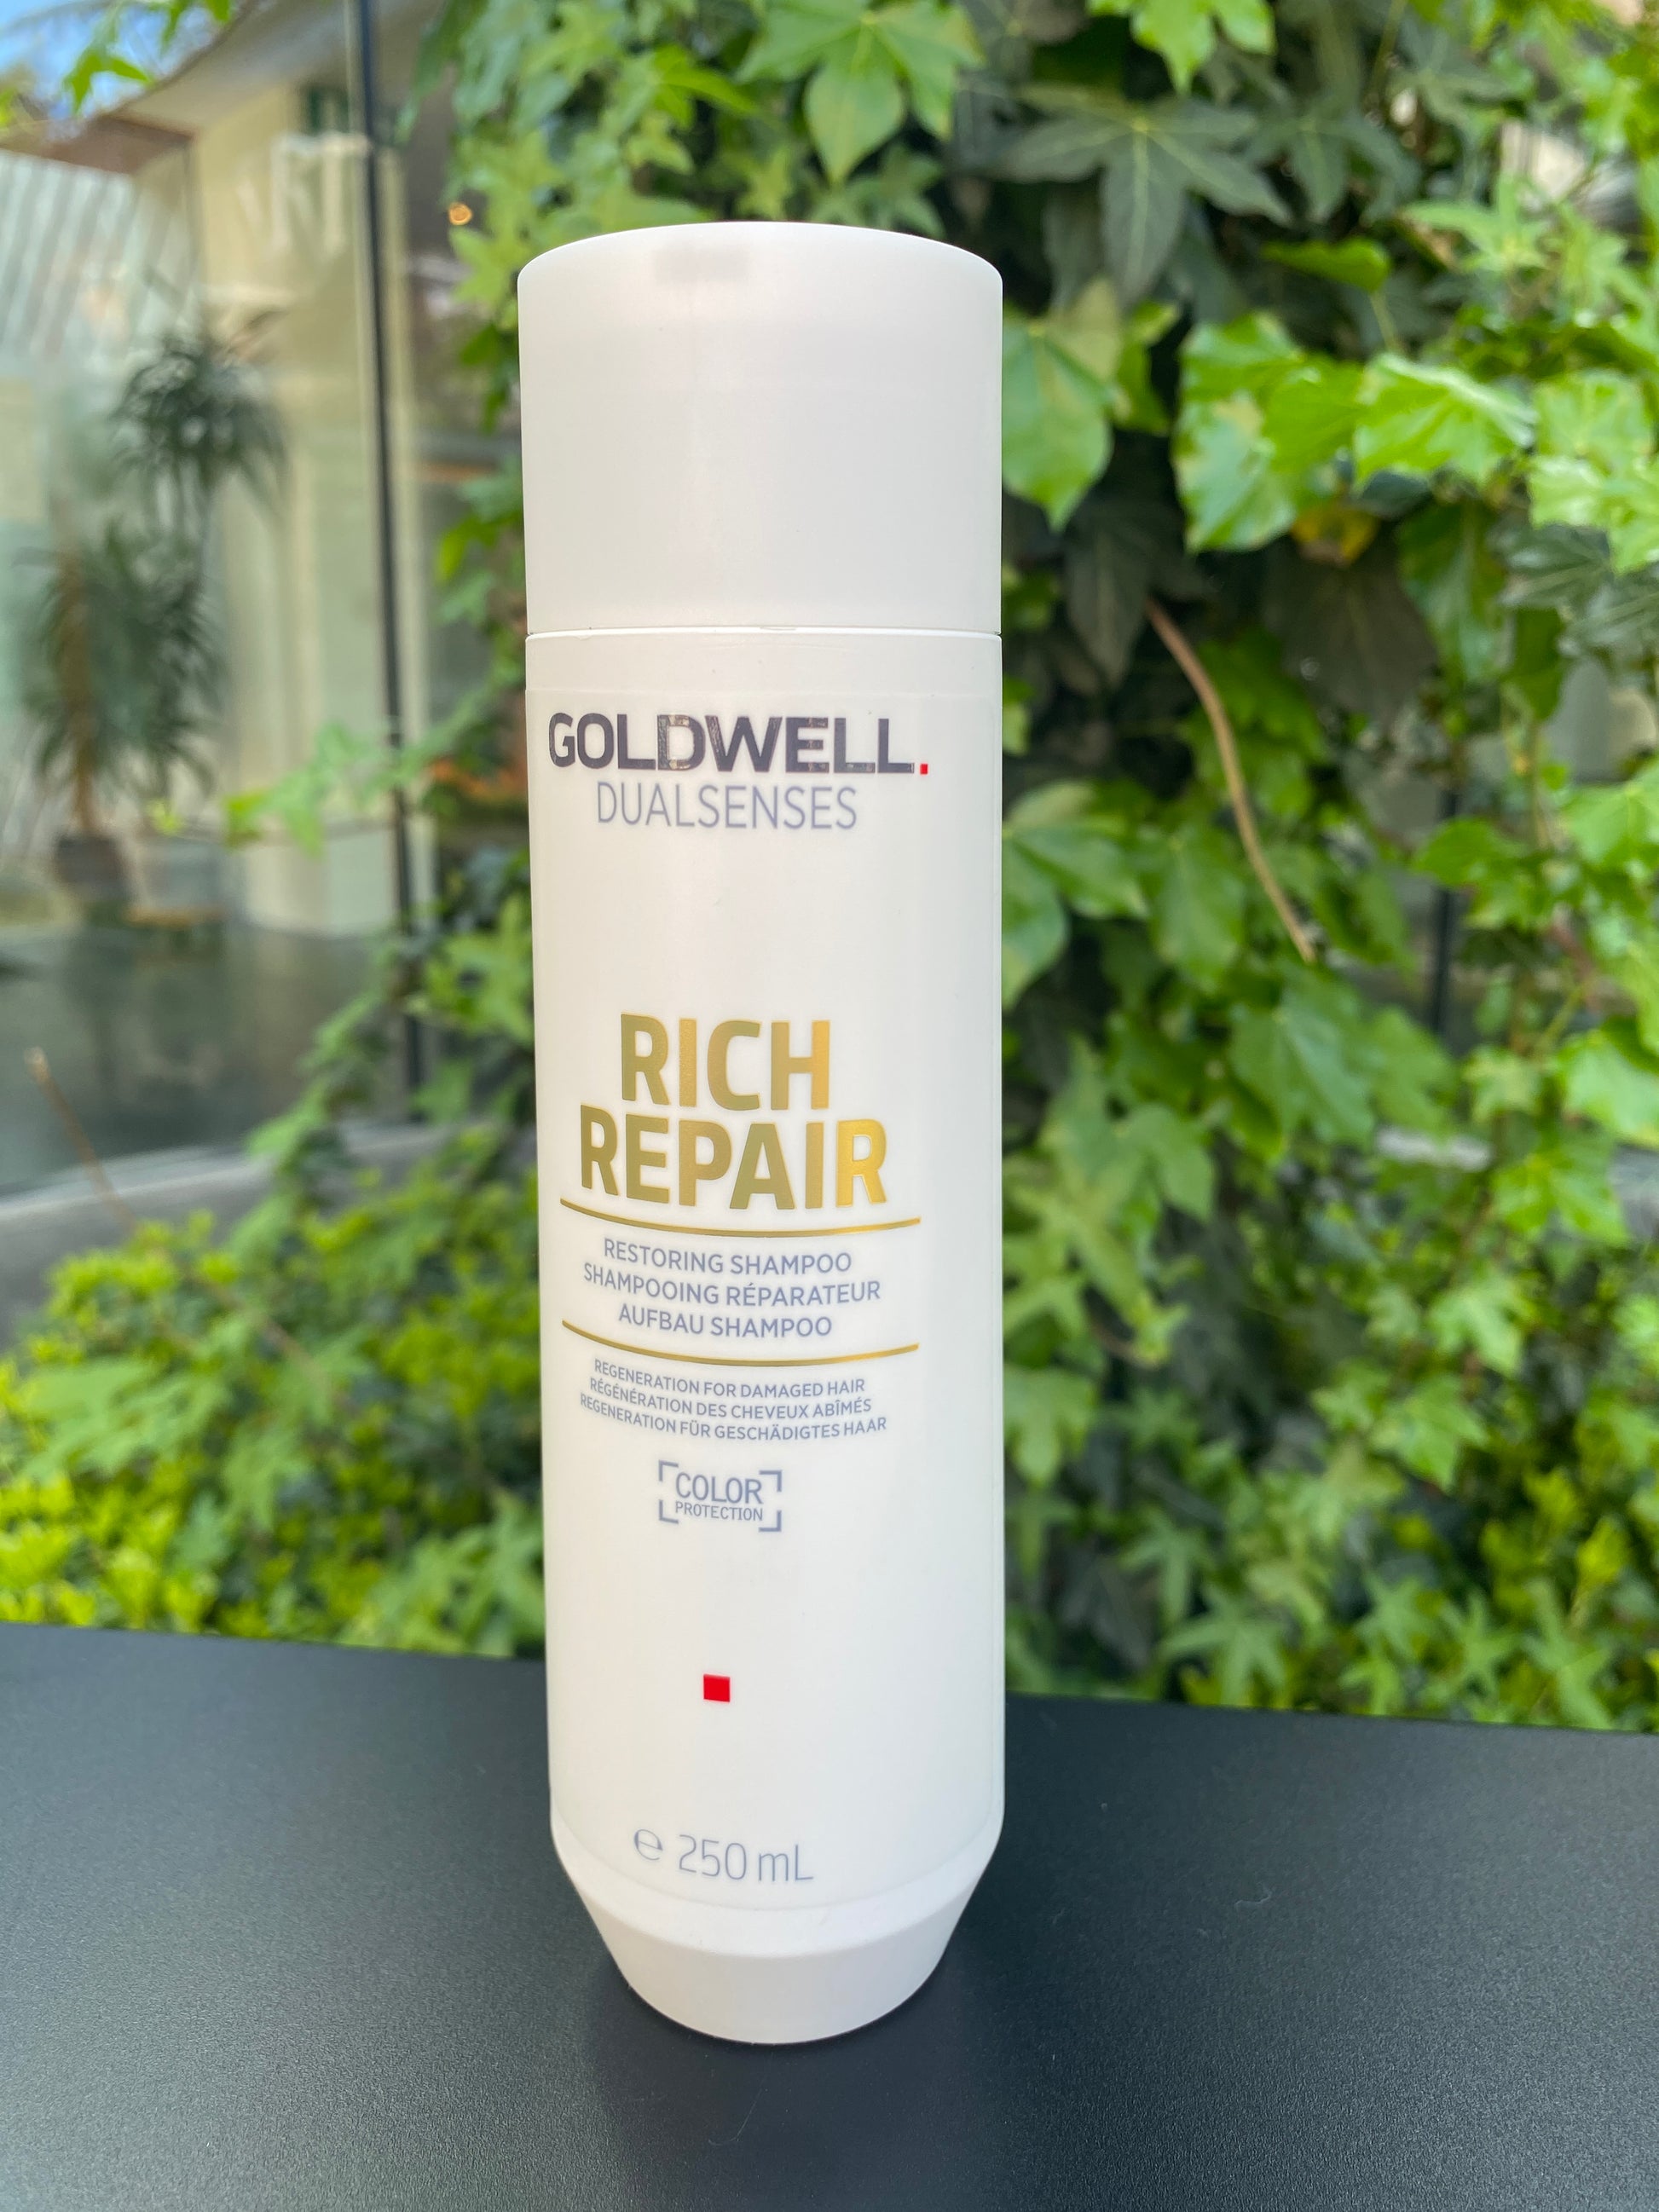 GOLDWELL.
DUALSENSES
RICH
REPAIR
RESTORING SHAMPOO
SHAMPOOING RÉPARATEUR
AUFBAU SHAMPOO
REGENERATION FOR DAMAGED HAIR
RÉGÉNÉRATION DES CHEVEUX ABÎMÉS
REGENERATION FÜR GESCHÄDIGTES HAAR
COLOR
PROTECTION
℮ 250 mL